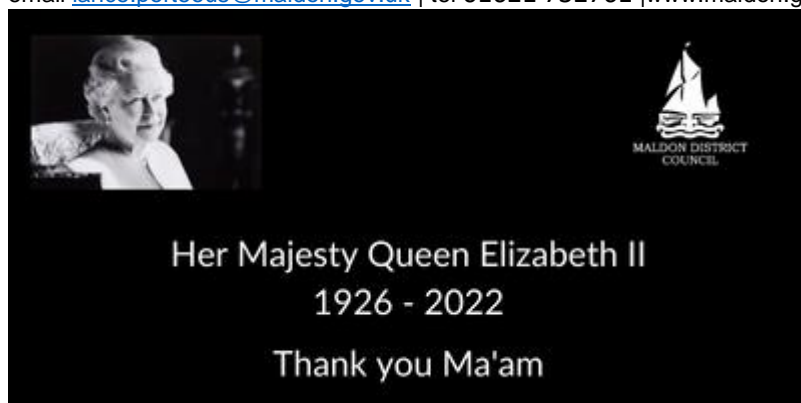 MALDON DISTRICT
COUNCIL
Her Majesty Queen Elizabeth II
1926 - 2022
Thank you Ma'am